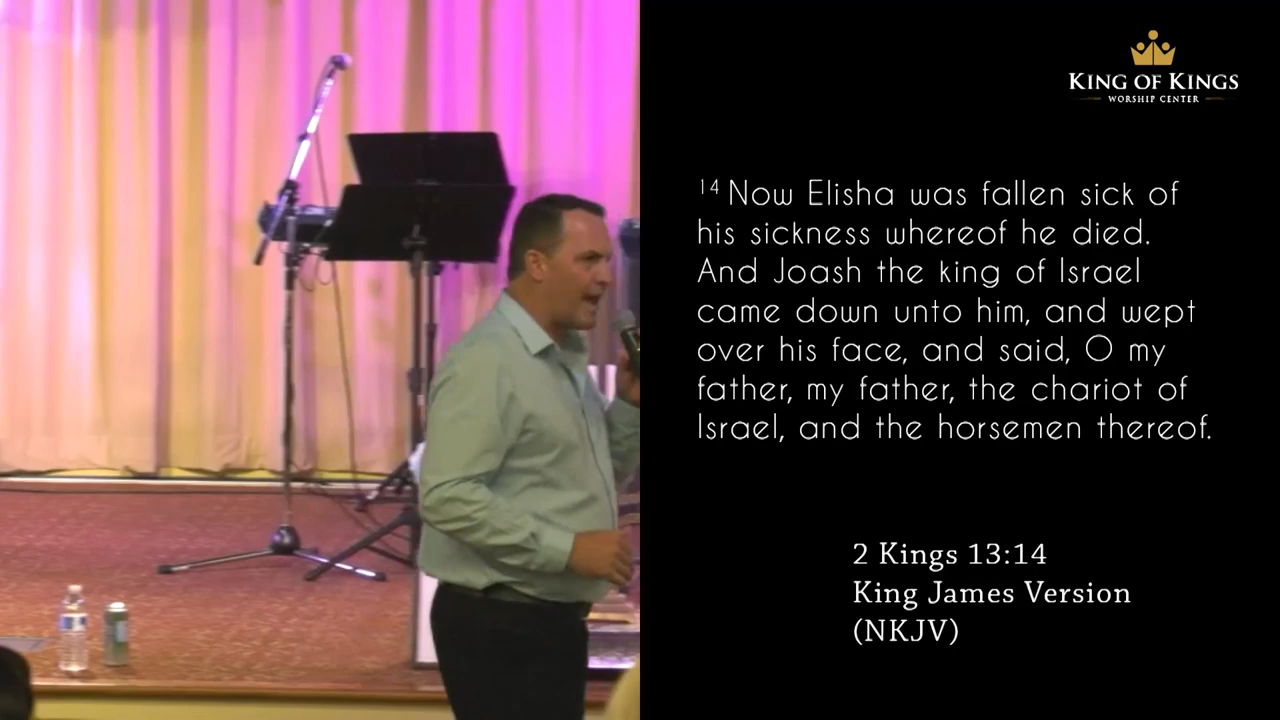 KING OF KINGS
WORSHIP CENTER
14 Now Elisha was fallen sick of
his sickness whereof he died.
And Joash the king of Israel
came down unto him, and wept
over his face, and said, O my
father, my father, the chariot of
Israel, and the horsemen thereof.
2 Kings 13:14
King James Version
(NKJV)